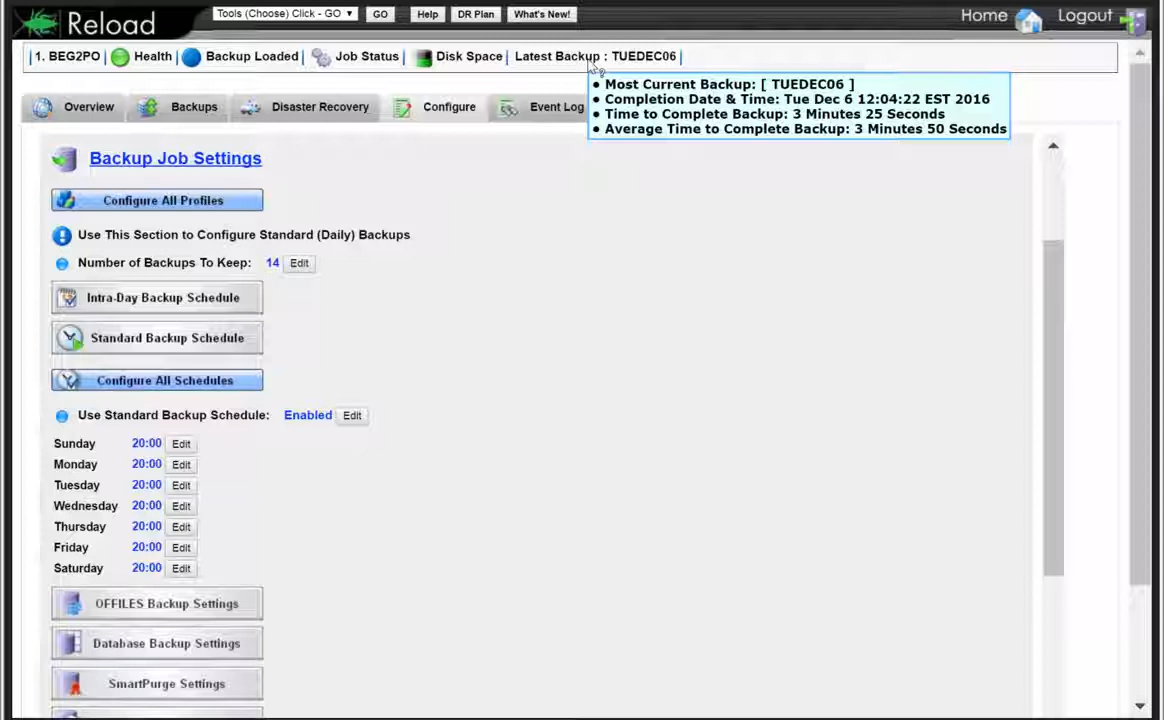 Reload
Tools (Choose) Click - GO ▼ GO Help DR Plan What's New! Home Logout
| 1. BEG2PO | Health | Backup Loaded | Job Status | Disk Space | Latest Backup : TUEDEC06 |
• Most Current Backup: [ TUEDEC06 ]
• Completion Date & Time: Tue Dec 6 12:04:22 EST 2016
• Time to Complete Backup: 3 Minutes 25 Seconds
• Average Time to Complete Backup: 3 Minutes 50 Seconds
Overview Backups Disaster Recovery Configure Event Log
Backup Job Settings
Configure All Profiles
Use This Section to Configure Standard (Daily) Backups
Number of Backups To Keep: 14 Edit
Intra-Day Backup Schedule
Standard Backup Schedule
Configure All Schedules
Use Standard Backup Schedule: Enabled Edit
Sunday 20:00 Edit
Monday 20:00 Edit
Tuesday 20:00 Edit
Wednesday 20:00 Edit
Thursday 20:00 Edit
Friday 20:00 Edit
Saturday 20:00 Edit
OFFILES Backup Settings
Database Backup Settings
SmartPurge Settings